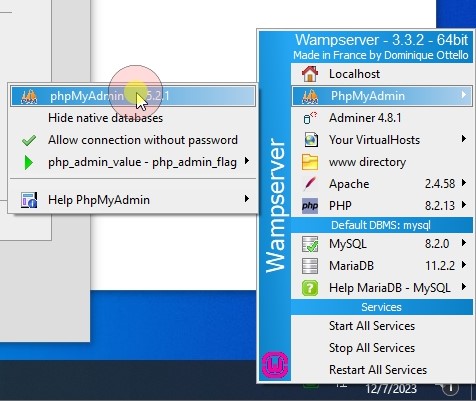 Wampserver - 3.3.2 - 64bit
Made in France by Dominique Ottello
Wampserver
Localhost
PhpMyAdmin
Adminer 4.8.1
Your VirtualHosts
www directory
Apache 2.4.58
php PHP 8.2.13
Default DBMS: mysql
MySQL 8.2.0
MariaDB 11.2.2
Help MariaDB - MySQL
Services
Start All Services
Stop All Services
Restart All Services
phpMyAdmin 5.2.1
Hide native databases
Allow connection without password
php_admin_value - php_admin_flag
Help PhpMyAdmin
12/7/2023